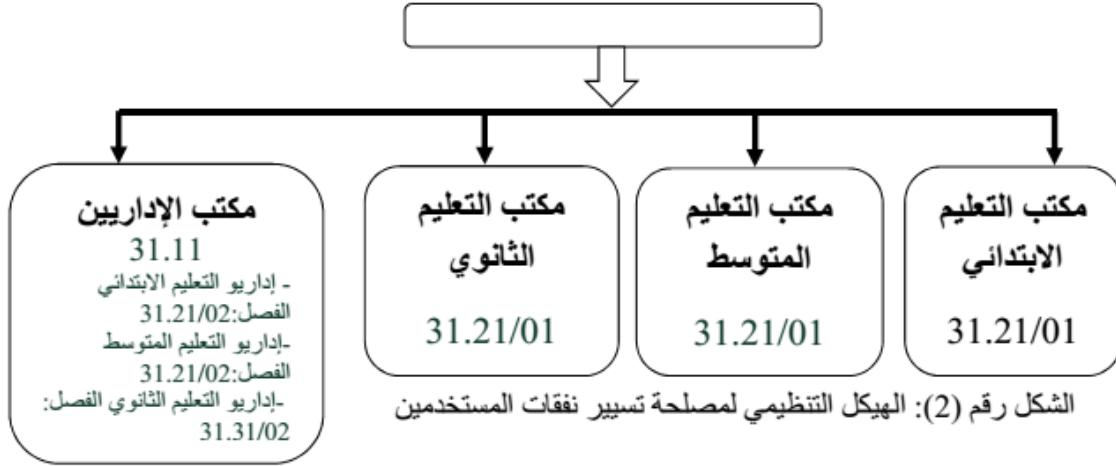 مكتب التعليم
الابتدائي
31.21/01
مكتب التعليم
المتوسط
31.21/01
مكتب التعليم
الثانوي
31.21/01
مكتب الإداريين
31.11
- إداريو التعليم الابتدائي
الفصل:31.21/02
-إداريو التعليم المتوسط
الفصل:31.21/02
-إداريو التعليم الثانوي الفصل:
31.31/02
الشكل رقم (2): الهيكل التنظيمي لمصلحة تسيير نفقات المستخدمين